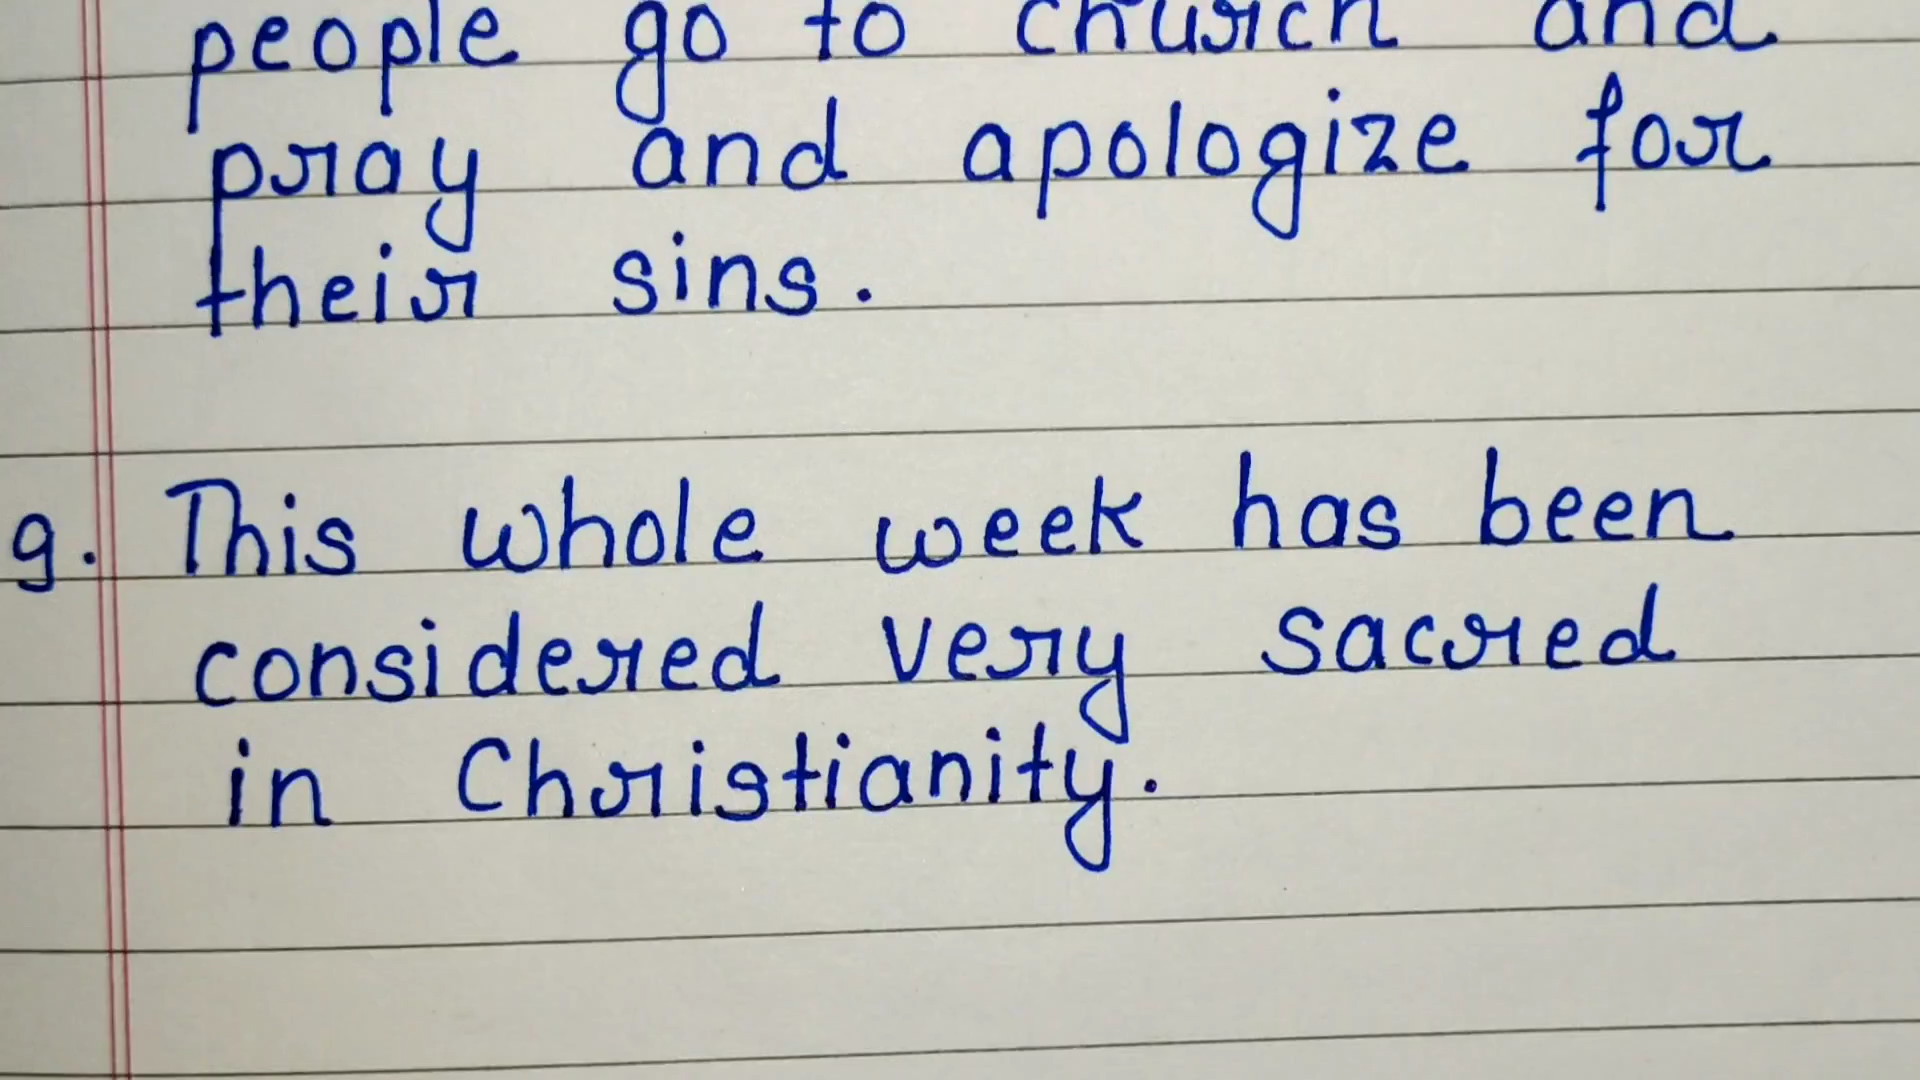 people go to church and
pray and apologize for
their sins.
9. This whole week has been
considered very sacred
in Christianity.